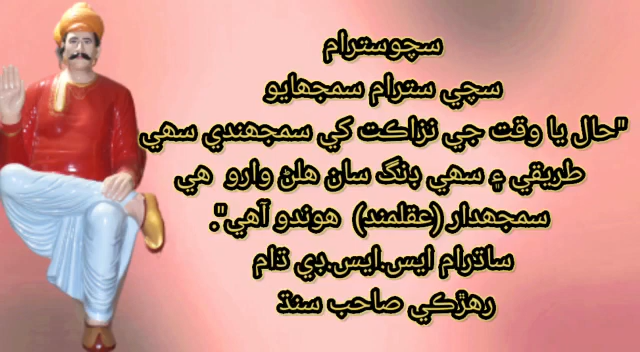 سچوسترام
سچي سترام سمجهايو
"حال يا وقت جي نزاڪت کي سمجهندي سهي
طريقي ۽ سهي ڍنگ سان هلڻ وارو هي
سمجهدار (عقلمند) هوندو آهي".
ساڌرام ايس.ايس.ڊي ڌام
رهڙڪي صاحب سنڌ